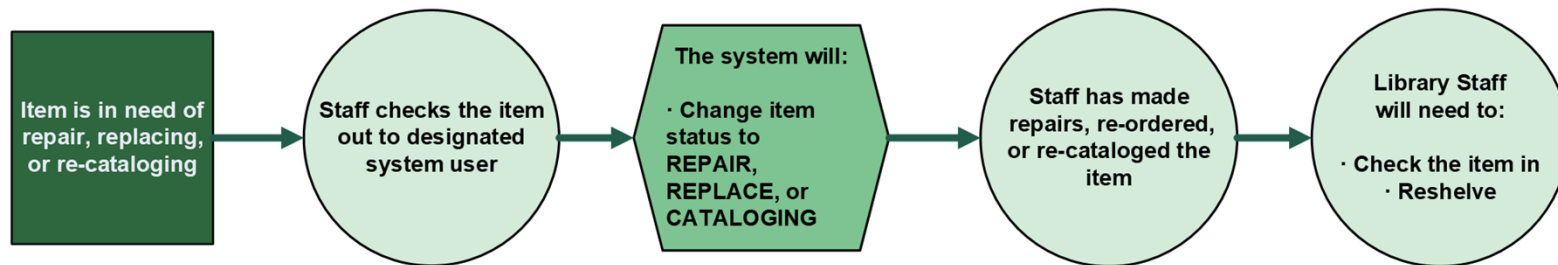 Item is in need of
repair, replacing,
or re-cataloging
Staff checks the item
out to designated
system user
The system will:
· Change item
status to
REPAIR,
REPLACE, or
CATALOGING
Staff has made
repairs, re-ordered,
or re-cataloged the
item
Library Staff
will need to:
· Check the item in
· Reshelve